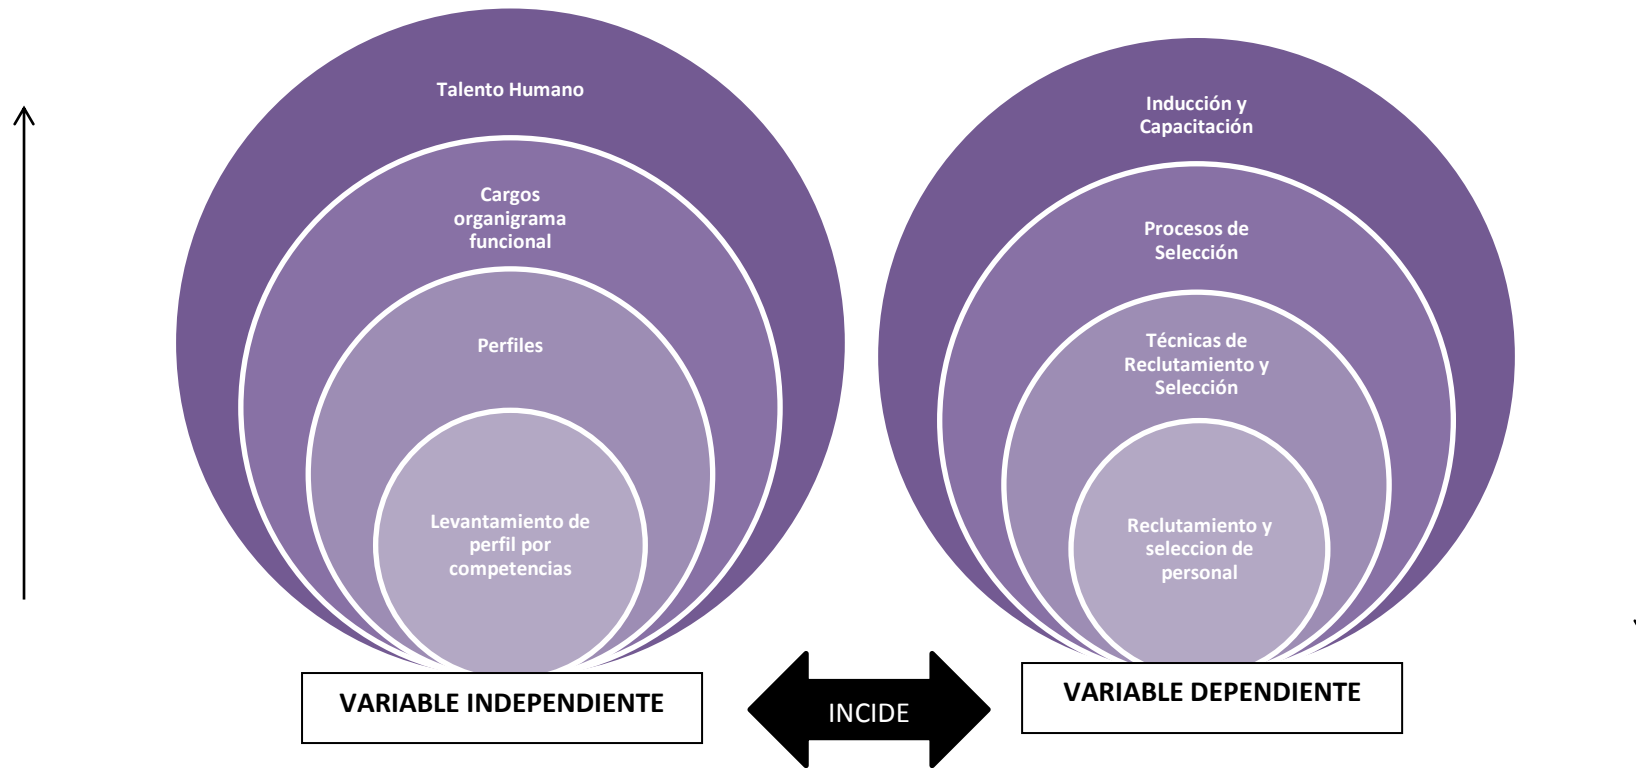 Talento Humano
Cargos
organigrama
funcional
Perfiles
Levantamiento de
perfil por
competencias
VARIABLE INDEPENDIENTE
INCIDE
Inducción y
Capacitación
Procesos de
Selección
Técnicas de
Reclutamiento y
Selección
Reclutamiento y
seleccion de
personal
VARIABLE DEPENDIENTE